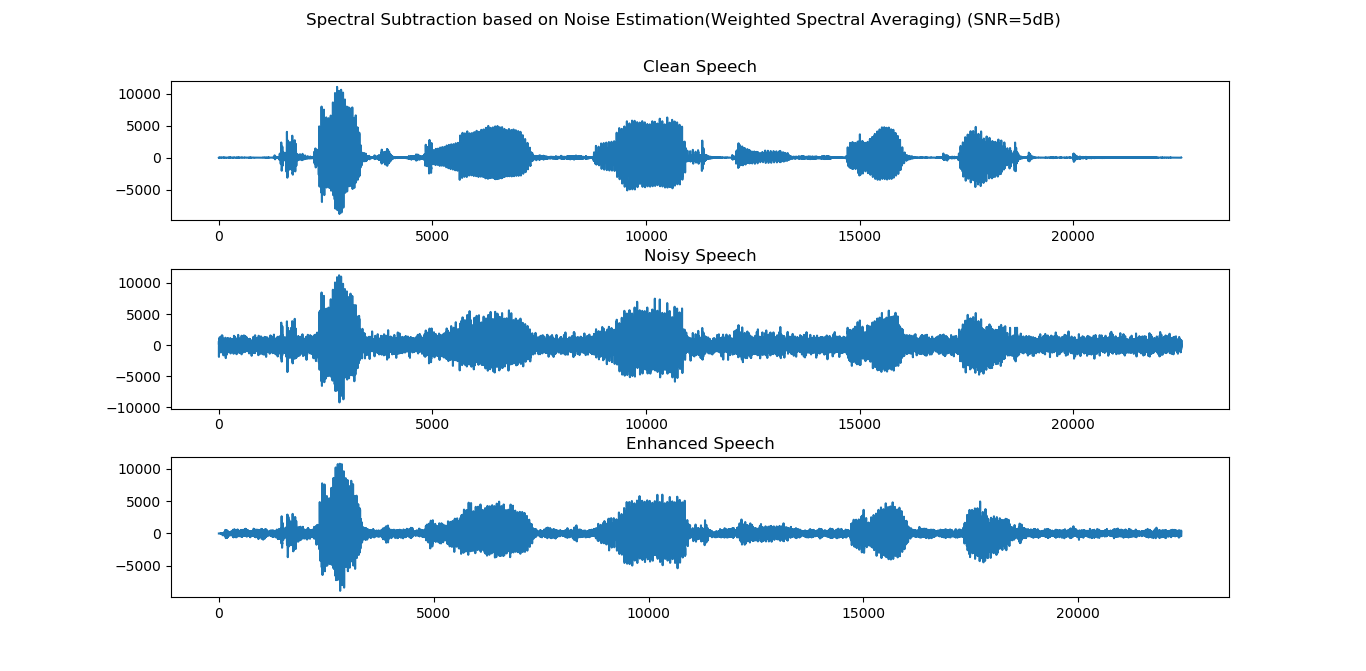 Spectral Subtraction based on Noise Estimation(Weighted Spectral Averaging) (SNR=5dB)
Clean Speech
10000
5000
0
−5000
0 5000 10000 15000 20000
Noisy Speech
10000
5000
0
−5000
−10000
0 5000 10000 15000 20000
Enhanced Speech
10000
5000
0
−5000
0 5000 10000 15000 20000